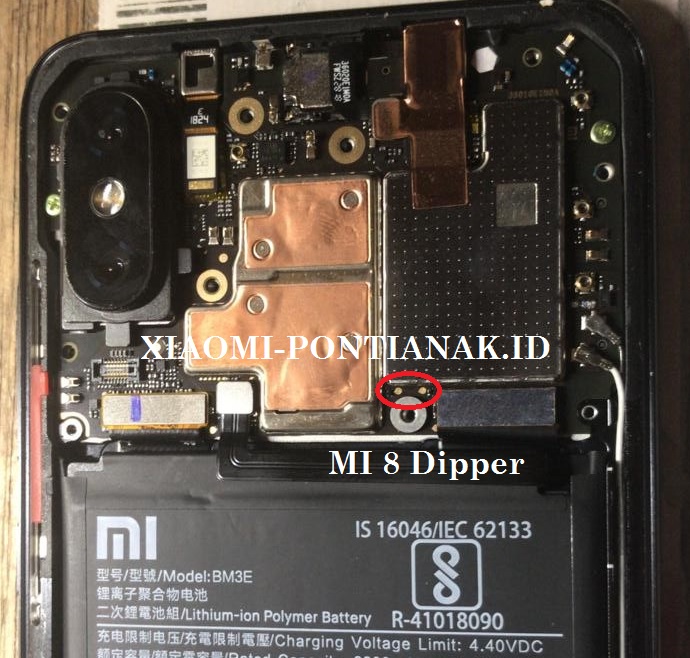 E
1824
36020E1M0A
XIAOMI-PONTIANAK.ID
MI 8 Dipper
mi
IS 16046/IEC 62133
型号/型號/Model:BM3E
锂离子聚合物电池
二次鋰電池組/Lithium-ion Polymer Battery
R-41018090
充电限制电压/充電限制電壓/Charging Voltage Limit: 4.40VDC